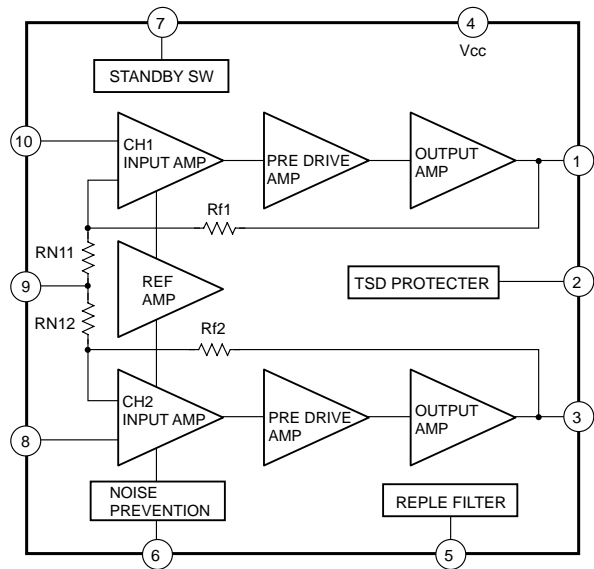 7
4
Vcc
STANDBY SW
10
CH1
INPUT AMP
PRE DRIVE
AMP
OUTPUT
AMP
1
Rf1
RN11
9
REF
AMP
TSD PROTECTER
2
RN12
Rf2
CH2
INPUT AMP
PRE DRIVE
AMP
OUTPUT
AMP
3
8
NOISE
PREVENTION
REPLE FILTER
6
5